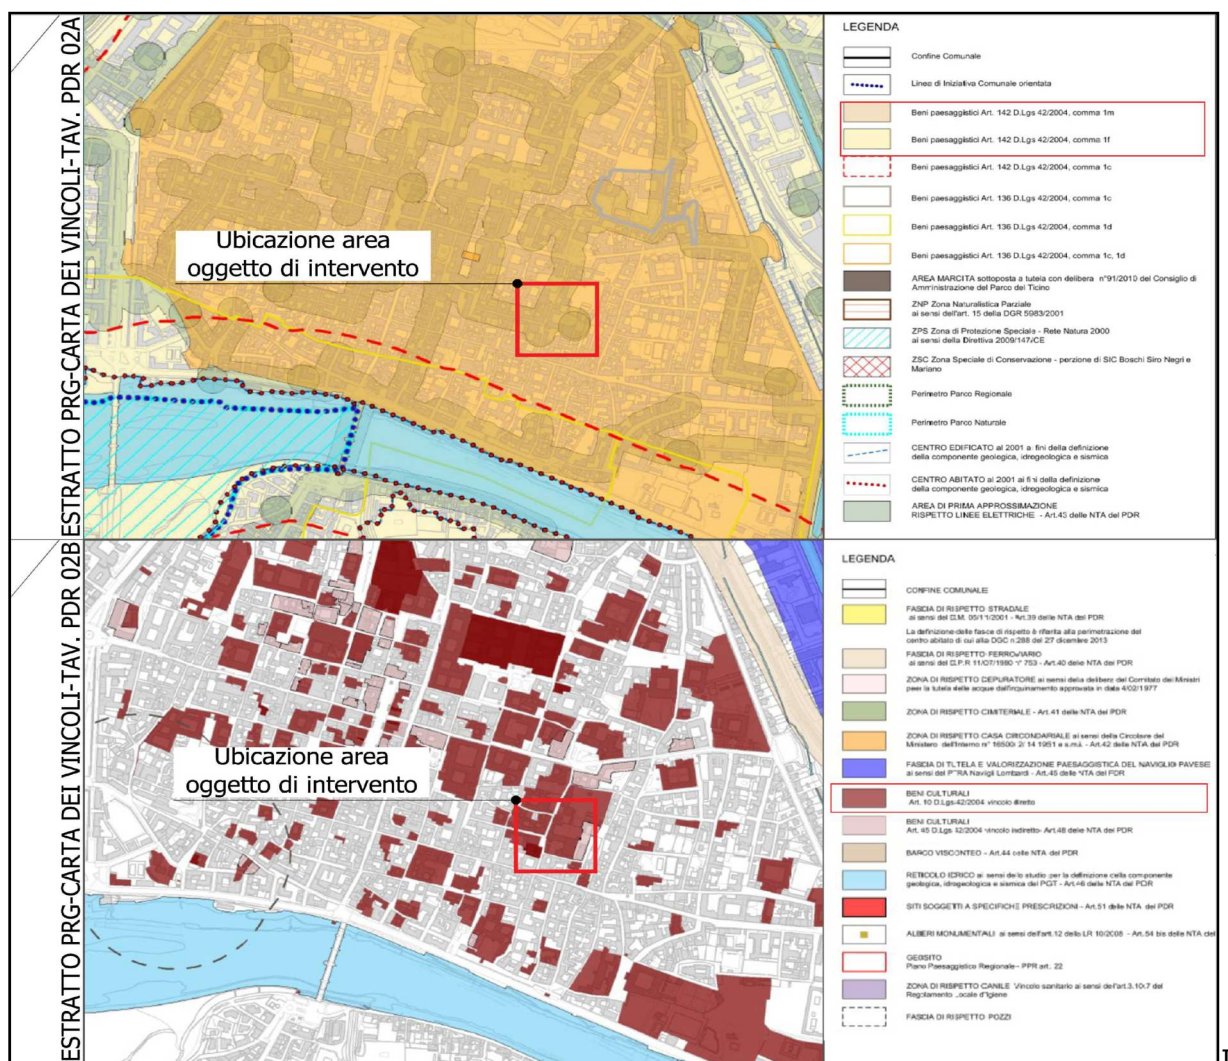 ESTRATTO PRG-CARTA DEI VINCOLI-TAV. PDR 02A
Ubicazione area
oggetto di intervento
LEGENDA
Confine Comunale
Linea di Iniziativa Comunale orientata
Beni paesaggistici Art. 142 D.Lgs 42/2004, comma 1m
Beni paesaggistici Art. 142 D.Lgs 42/2004, comma 1f
Beni paesaggistici Art. 142 D.Lgs 42/2004, comma 1c
Beni paesaggistici Art. 136 D.Lgs 42/2004, comma 1c
Beni paesaggistici Art. 136 D.Lgs 42/2004, comma 1d
Beni paesaggistici Art. 136 D.Lgs 42/2004, comma 1c, 1d
AREA MARCITA sottoposta a tutela con delibera n°91/2010 del Consiglio di
Amministrazione del Parco del Ticino
ZNP Zona Naturalistica Parziale
ai sensi dell'art. 15 della DGR 5983/2001
ZPS Zona di Protezione Speciale - Rete Natura 2000
ai sensi della Direttiva 2009/147/CE
ZSC Zona Speciale di Conservazione - porzione di SIC Boschi Siro Negri e
Mariano
Perimetro Parco Regionale
Perimetro Parco Naturale
CENTRO EDIFICATO al 2001 ai fini della definizione
della componente geologica, idrogeologica e sismica
CENTRO ABITATO al 2001 ai fini della definizione
della componente geologica, idrogeologica e sismica
AREA DI PRIMA APPROSSIMAZIONE
RISPETTO LINEE ELETTRICHE - Art.43 delle NTA del PDR
ESTRATTO PRG-CARTA DEI VINCOLI-TAV. PDR 02B
Ubicazione area
oggetto di intervento
LEGENDA
CONFINE COMUNALE
FASCIA DI RISPETTO STRADALE
ai sensi del D.M. 05/11/2001 - Art.39 delle NTA del PDR
La definizione delle fasce di rispetto è riferita alla perimetrazione del
centro abitato di cui alla DGC n.288 del 27 dicembre 2013
FASCIA DI RISPETTO FERROVIARIO
ai sensi del D.P.R 11/07/1980 n° 753 - Art.40 delle NTA del PDR
ZONA DI RISPETTO DEPURATORE ai sensi della delibera del Comitato dei Ministri
peer la tutela delle acque dall'inquinamento approvata in data 4/02/1977
ZONA DI RISPETTO CIMITERIALE - Art.41 delle NTA del PDR
ZONA DI RISPETTO CASA CIRCONDARIALE ai sensi della Circolare del
Ministero dell'Interno n° 16500/ 2/ 14 1951 e s.m.i. - Art.42 delle NTA del PDR
FASCIA DI TUTELA E VALORIZZAZIONE PAESAGGISTICA DEL NAVIGLIO PAVESE
ai sensi del PTRA Navigli Lombardi - Art.45 delle NTA del PDR
BENI CULTURALI
Art. 10 D.Lgs.42/2004 vincolo diretto
BENI CULTURALI
Art. 45 D.Lgs 42/2004 vincolo indiretto- Art.48 delle NTA del PDR
BARCO VISCONTEO - Art.44 delle NTA del PDR
RETICOLO IDRICO ai sensi dello studio per la definizione della componente
geologica, idrogeologica e sismica del PGT - Art.46 delle NTA del PDR
SITI SOGGETTI A SPECIFICHE PRESCRIZIONI - Art.51 delle NTA del PDR
ALBERI MONUMENTALI ai sensi dell'art.12 della LR 10/2008 - Art.54 bis delle NTA del
GEOSITO
Piano Paesaggistico Regionale - PPR art. 22
ZONA DI RISPETTO CANILE Vincolo sanitario ai sensi dell'art.3.10.7 del
Regolamento Locale d'Igiene
FASCIA DI RISPETTO POZZI